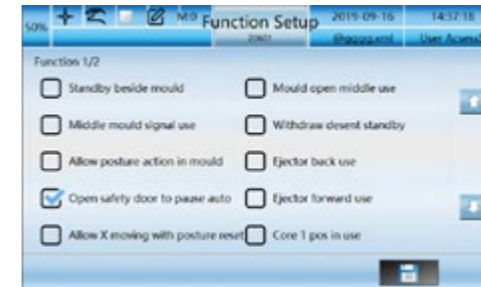 50% M:0 Function Setup 2019-09-16 14:37:18
20601
Function 1/2
Standby beside mould Mould open middle use
Middle mould signal use Withdraw desent standby
Allow posture action in mould Ejector back use
Open safety door to pause auto Ejector forward use
Allow X moving with posture reset Core 1 pos in use